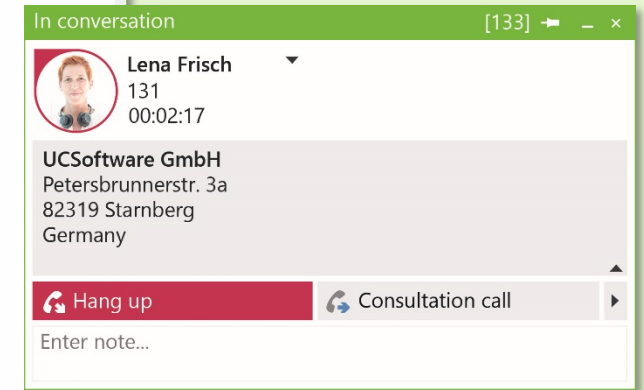 In conversation [133]
Lena Frisch
131
00:02:17
UCSoftware GmbH
Petersbrunnerstr. 3a
82319 Starnberg
Germany
Hang up Consultation call
Enter note...